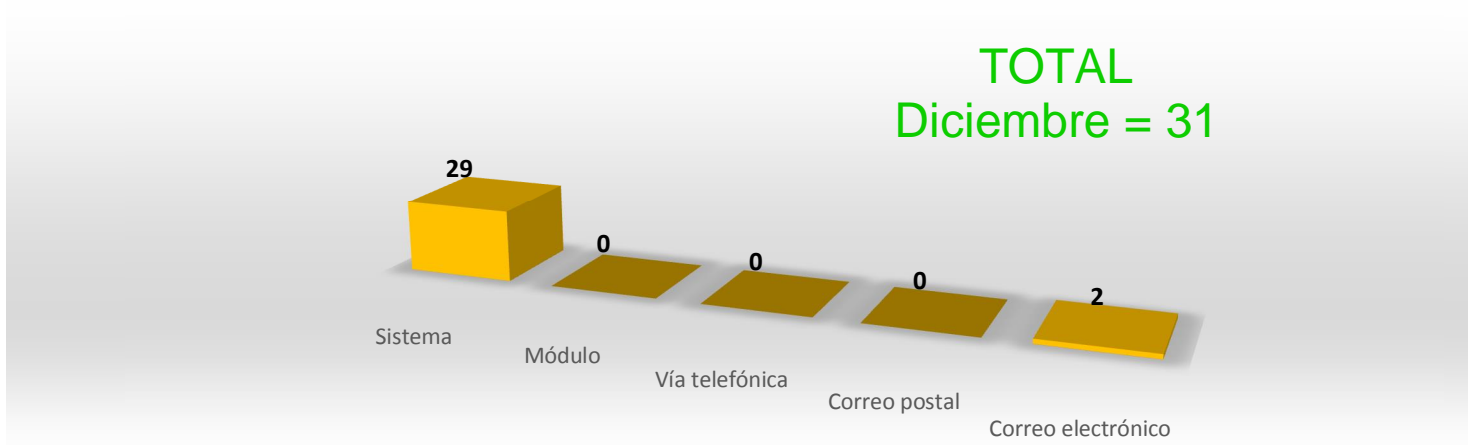 TOTAL
Diciembre = 31
29
0
0
0
2
Sistema
Módulo
Vía telefónica
Correo postal
Correo electrónico